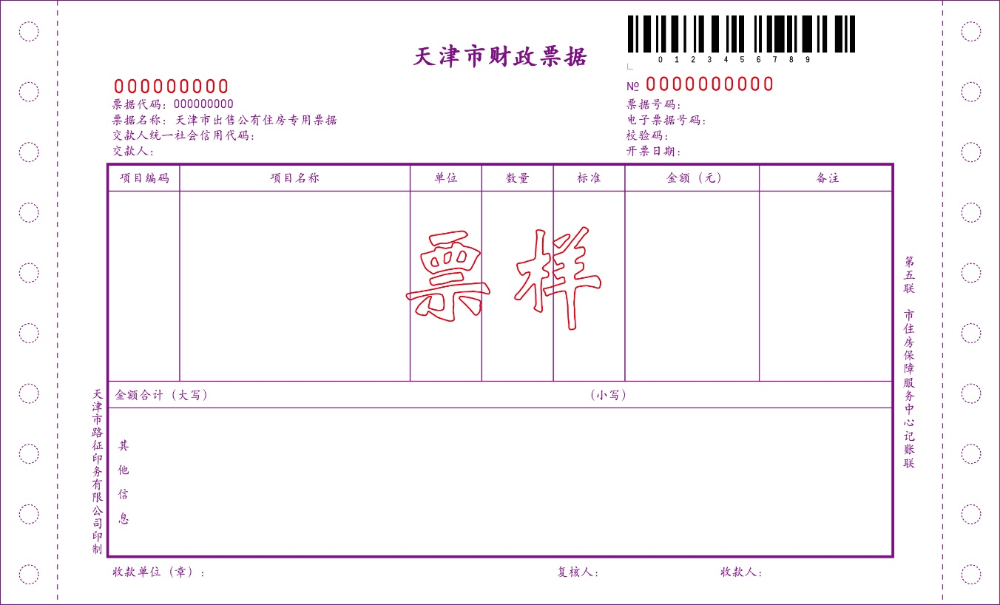 天津市财政票据
0123456789
000000000
№ 0000000000
票据代码：000000000
票据号码：
票据名称：天津市出售公有住房专用票据
电子票据号码：
交款人统一社会信用代码：
校验码：
交款人：
开票日期：
项目编码 项目名称 单位 数量 标准 金额（元） 备注
票样
金额合计（大写） （小写）
其他信息
收款单位（章）： 复核人： 收款人：
天津市路征印务有限公司印制
第五联 市住房保障服务中心记账联